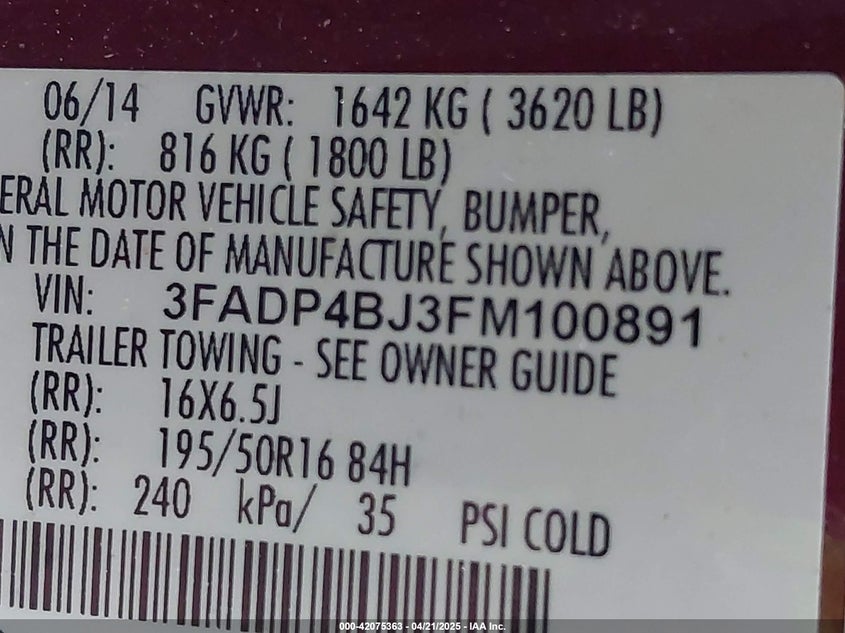 06/14 GVWR: 1642 KG ( 3620 LB)
(RR): 816 KG ( 1800 LB)
ERAL MOTOR VEHICLE SAFETY, BUMPER,
N THE DATE OF MANUFACTURE SHOWN ABOVE.
VIN: 3FADP4BJ3FM100891
TRAILER TOWING - SEE OWNER GUIDE
(RR): 16X6.5J
(RR): 195/50R16 84H
(RR): 240 kPa/ 35 PSI COLD
000-42075363 - 04/21/2025 - IAA Inc.